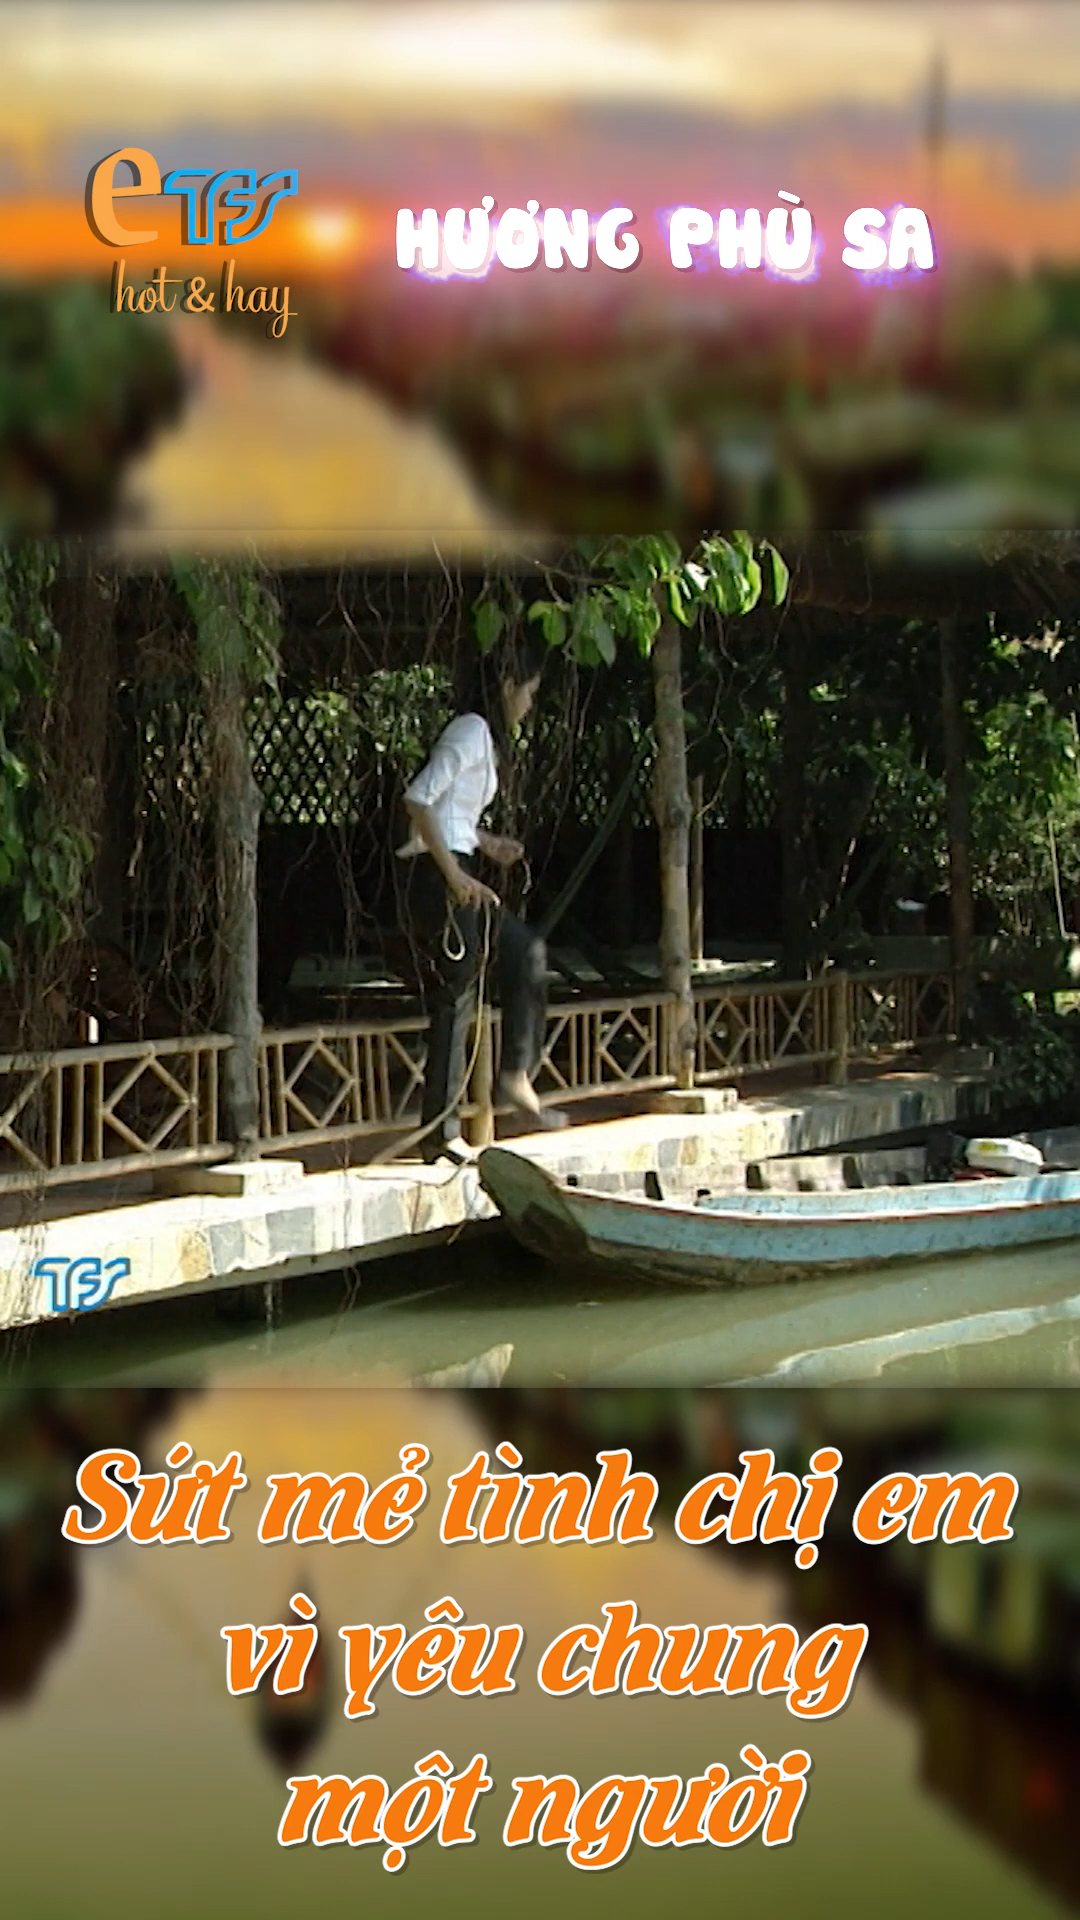 eTFS
hot & hay
HƯƠNG PHÙ SA
TFS
Sứt mẻ tình chị em
vì yêu chung
một người